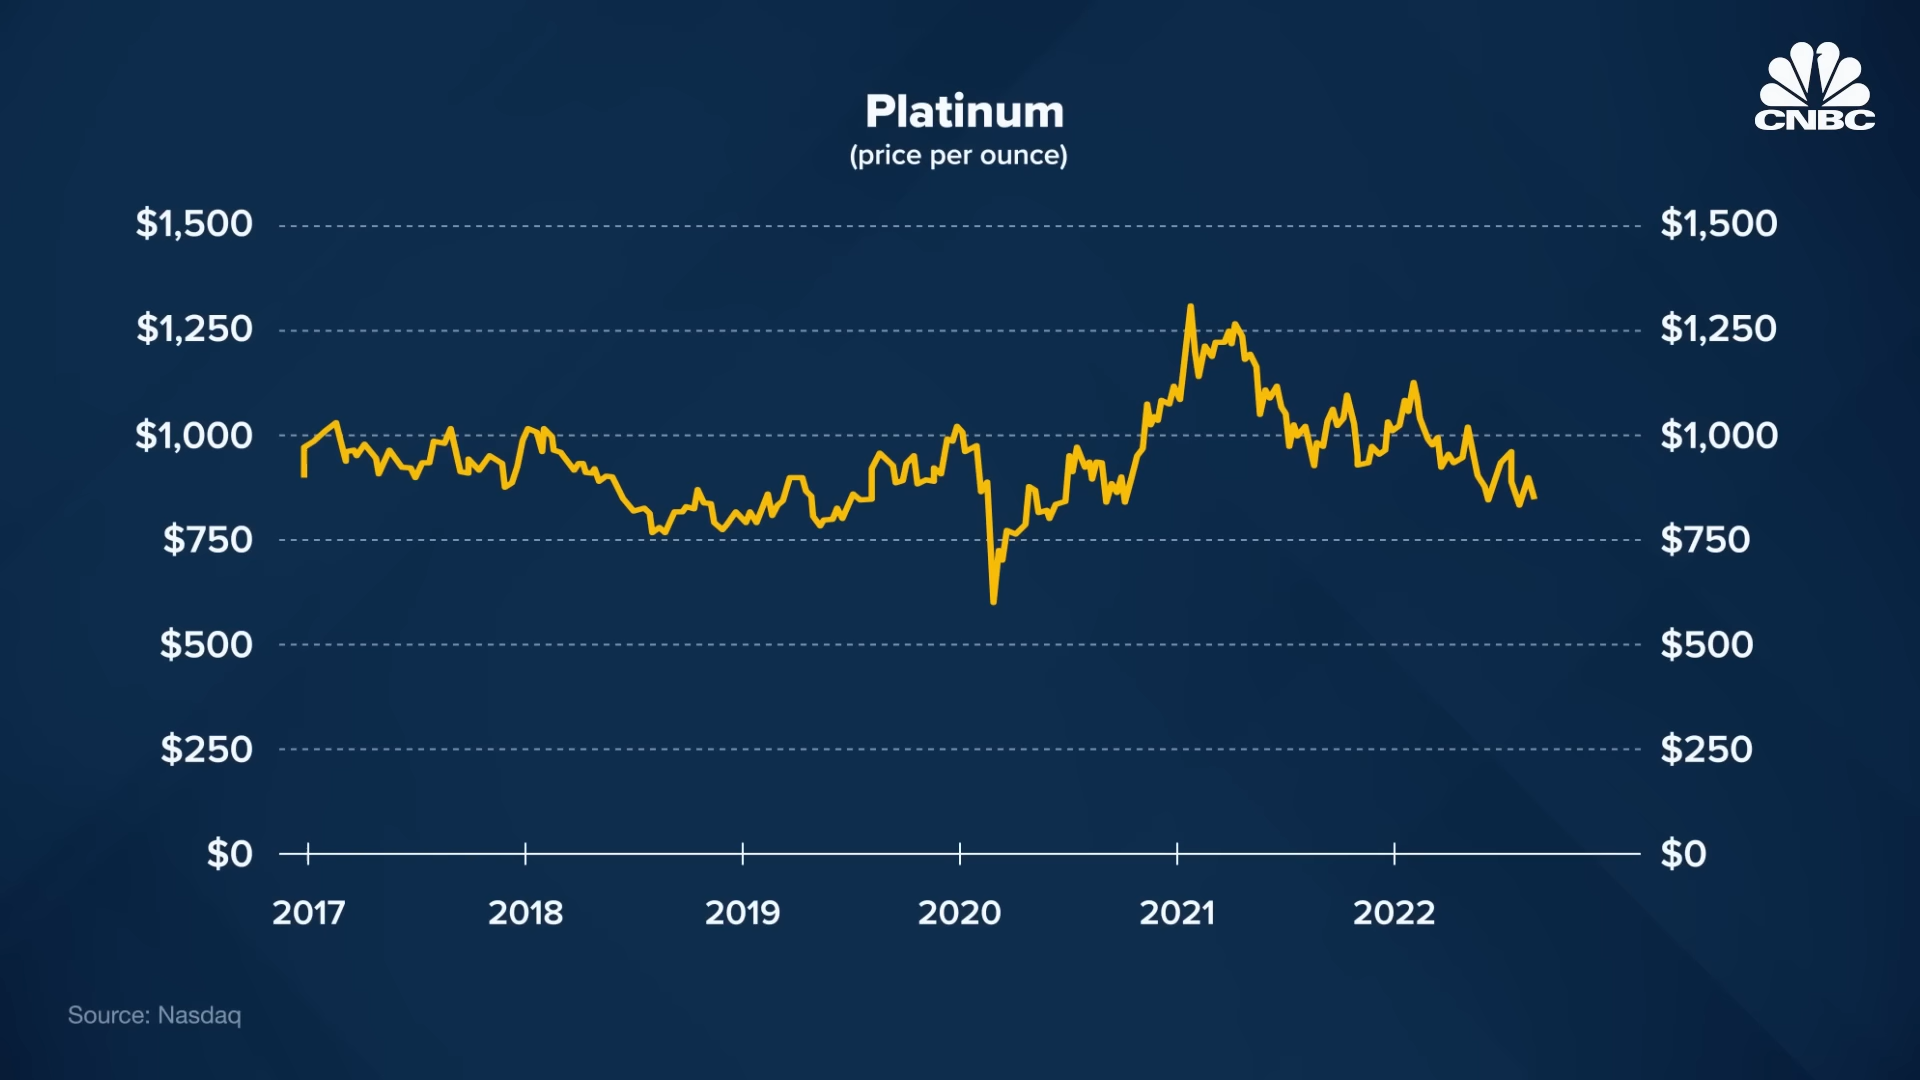 CNBC
Platinum
(price per ounce)
$1,500 $1,500
$1,250 $1,250
$1,000 $1,000
$750 $750
$500 $500
$250 $250
$0 $0
2017 2018 2019 2020 2021 2022
Source: Nasdaq